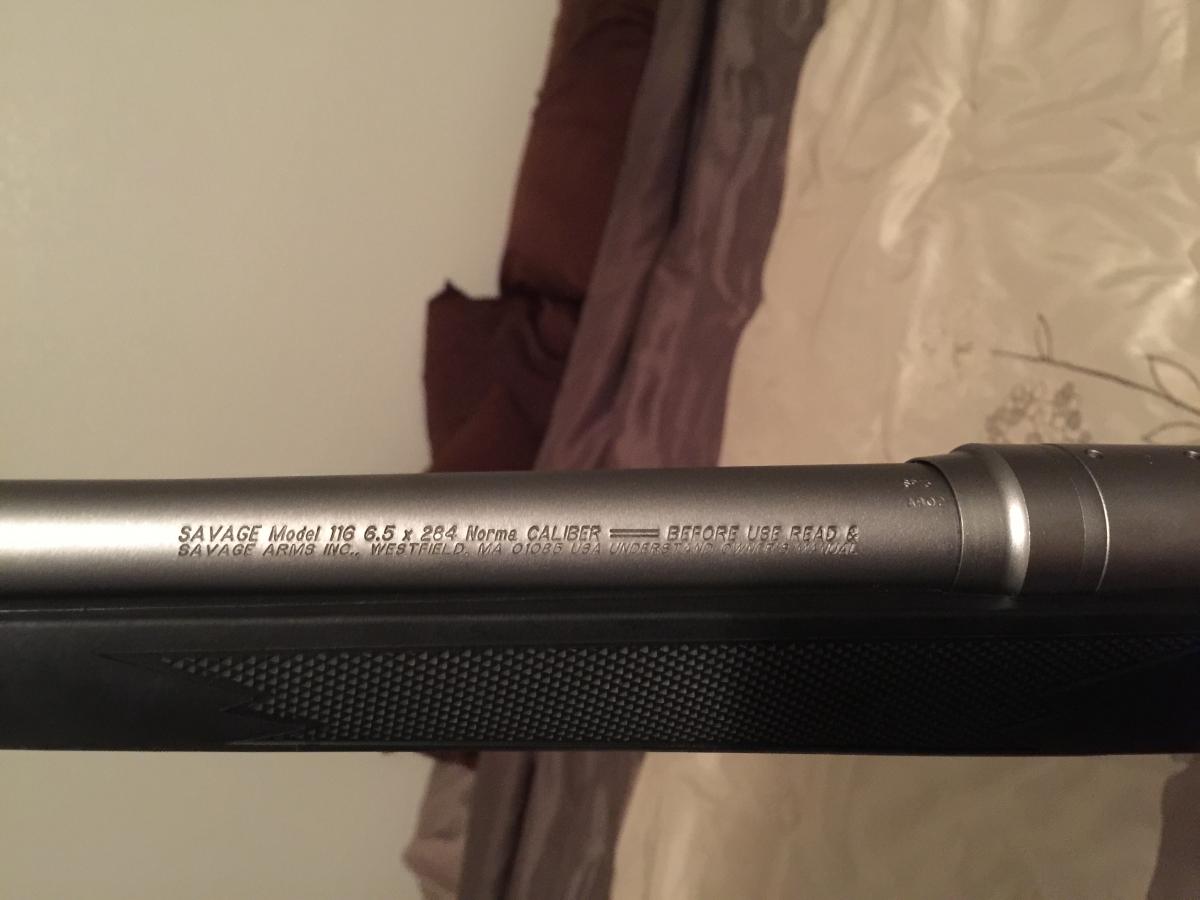 SAVAGE Model 116 6.5 x 284 Norma CALIBER ══ BEFORE USE READ &
SAVAGE ARMS INC., WESTFIELD, MA 01085 USA UNDERSTAND OWNER'S MANUAL